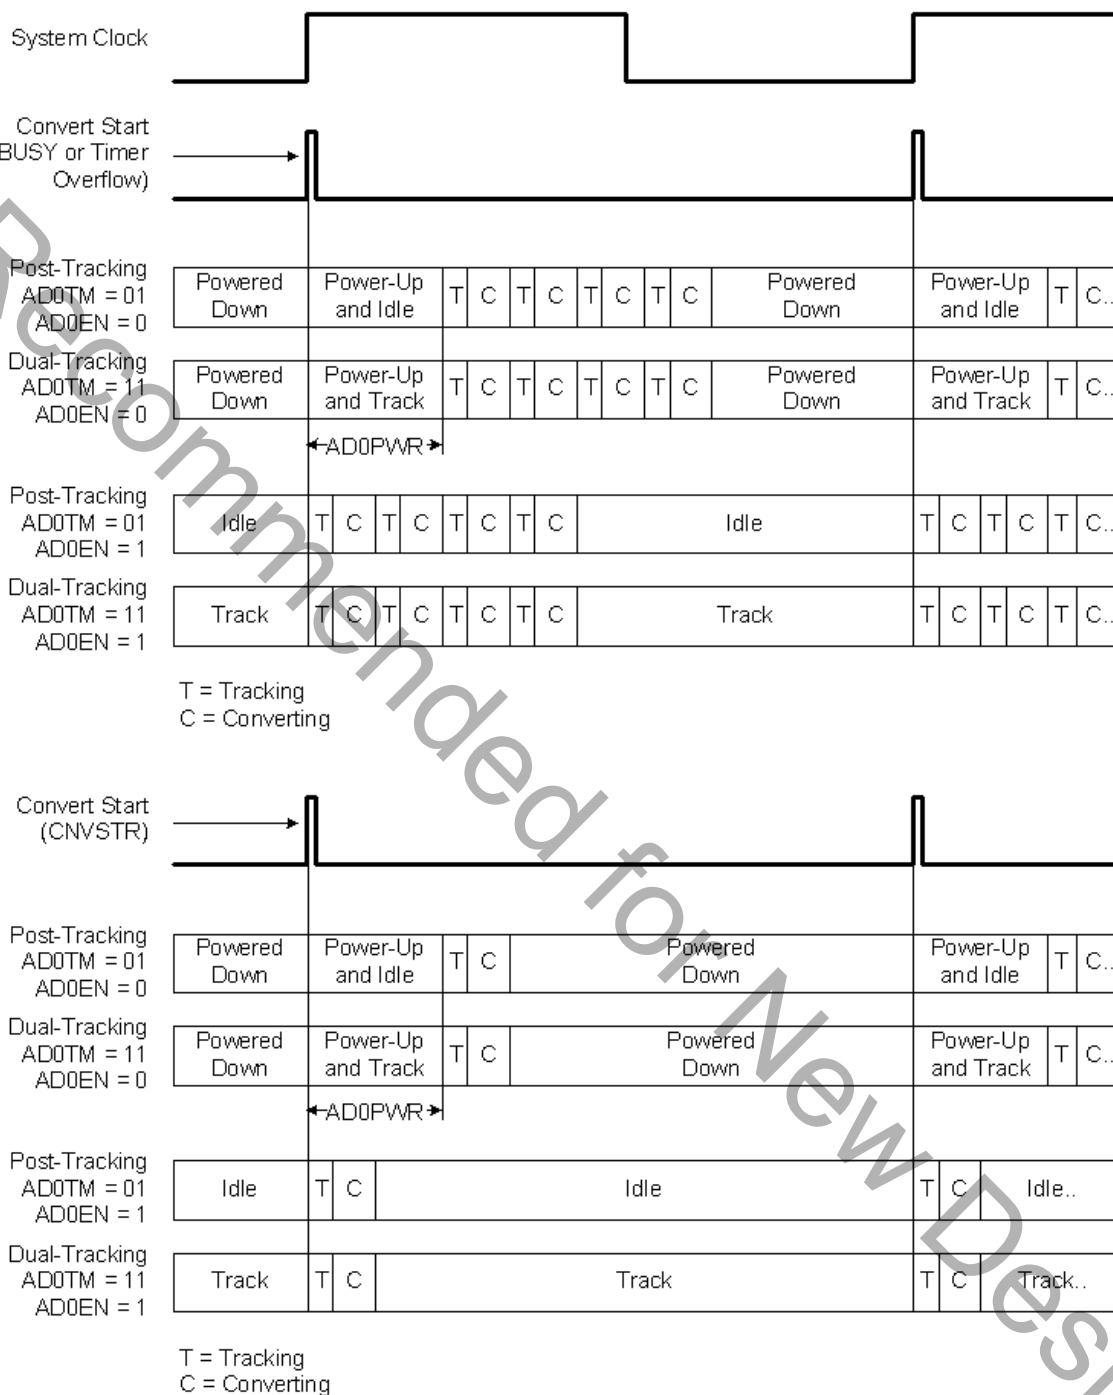 System Clock
Convert Start
BUSY or Timer
Overflow)
Post-Tracking
AD0TM = 01
AD0EN = 0
Powered Down Power-Up and Idle T C T C T C T C Powered Down Power-Up and Idle T C..
Dual-Tracking
AD0TM = 11
AD0EN = 0
Powered Down Power-Up and Track T C T C T C T C Powered Down Power-Up and Track T C..
AD0PWR
Post-Tracking
AD0TM = 01
AD0EN = 1
Idle T C T C T C T C Idle T C T C T C..
Dual-Tracking
AD0TM = 11
AD0EN = 1
Track T C T C T C T C Track T C T C T C..
T = Tracking
C = Converting
Convert Start
(CNVSTR)
Post-Tracking
AD0TM = 01
AD0EN = 0
Powered Down Power-Up and Idle T C Powered Down Power-Up and Idle T C..
Dual-Tracking
AD0TM = 11
AD0EN = 0
Powered Down Power-Up and Track T C Powered Down Power-Up and Track T C..
AD0PWR
Post-Tracking
AD0TM = 01
AD0EN = 1
Idle T C Idle T C Idle..
Dual-Tracking
AD0TM = 11
AD0EN = 1
Track T C Track T C Track..
T = Tracking
C = Converting
Recommended for New Desi